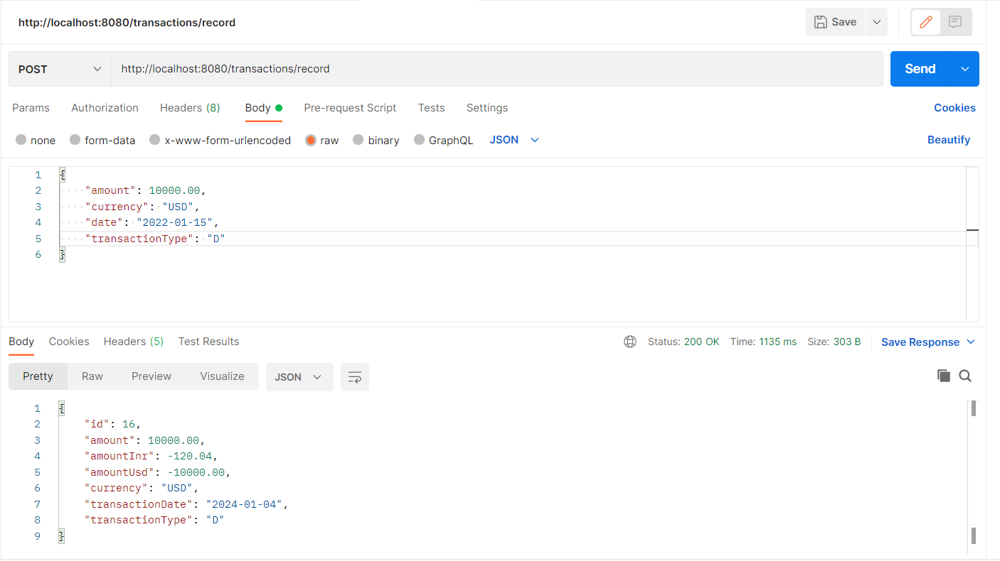 http://localhost:8080/transactions/record Save
POST http://localhost:8080/transactions/record Send
Params Authorization Headers (8) Body Pre-request Script Tests Settings Cookies
none form-data x-www-form-urlencoded raw binary GraphQL JSON Beautify
1 {
2 "amount": 10000.00,
3 "currency": "USD",
4 "date": "2022-01-15",
5 "transactionType": "D"
6 }
Body Cookies Headers (5) Test Results Status: 200 OK Time: 1135 ms Size: 303 B Save Response
Pretty Raw Preview Visualize JSON
1 {
2 "id": 16,
3 "amount": 10000.00,
4 "amountInr": -120.04,
5 "amountUsd": -10000.00,
6 "currency": "USD",
7 "transactionDate": "2024-01-04",
8 "transactionType": "D"
9 }